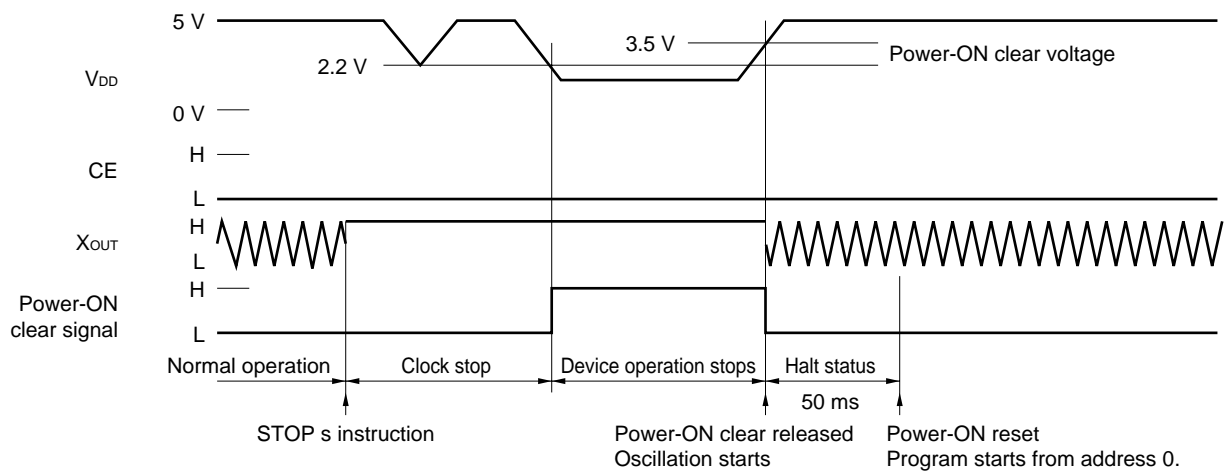 5 V
3.5 V
Power-ON clear voltage
2.2 V
VDD
0 V
H
CE
L
H
XOUT
L
H
Power-ON
clear signal
L
Normal operation
Clock stop
Device operation stops
Halt status
50 ms
STOP s instruction
Power-ON clear released
Oscillation starts
Power-ON reset
Program starts from address 0.